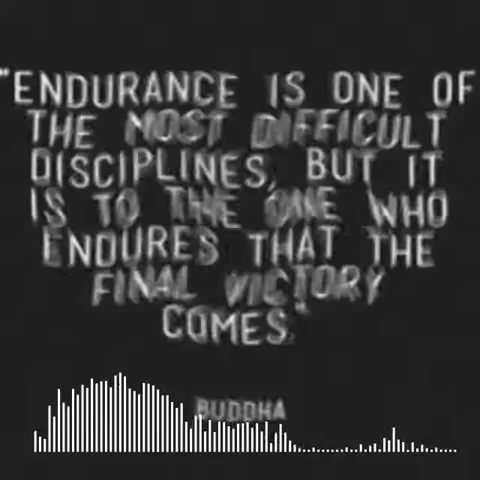 "ENDURANCE IS ONE OF
THE MOST DIFFICULT
DISCIPLINES, BUT IT
IS TO THE ONE WHO
ENDURES THAT THE
FINAL VICTORY
COMES."
BUDDHA